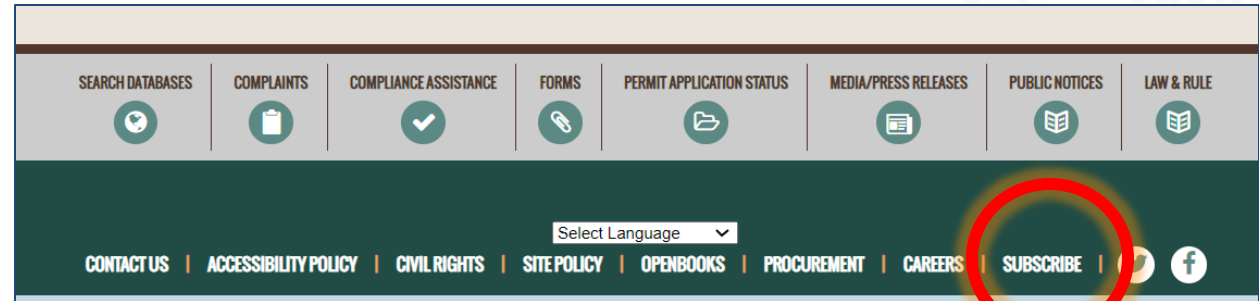 SEARCH DATABASES COMPLAINTS COMPLIANCE ASSISTANCE FORMS PERMIT APPLICATION STATUS MEDIA/PRESS RELEASES PUBLIC NOTICES LAW & RULE
Select Language
CONTACT US | ACCESSIBILITY POLICY | CIVIL RIGHTS | SITE POLICY | OPENBOOKS | PROCUREMENT | CAREERS | SUBSCRIBE |